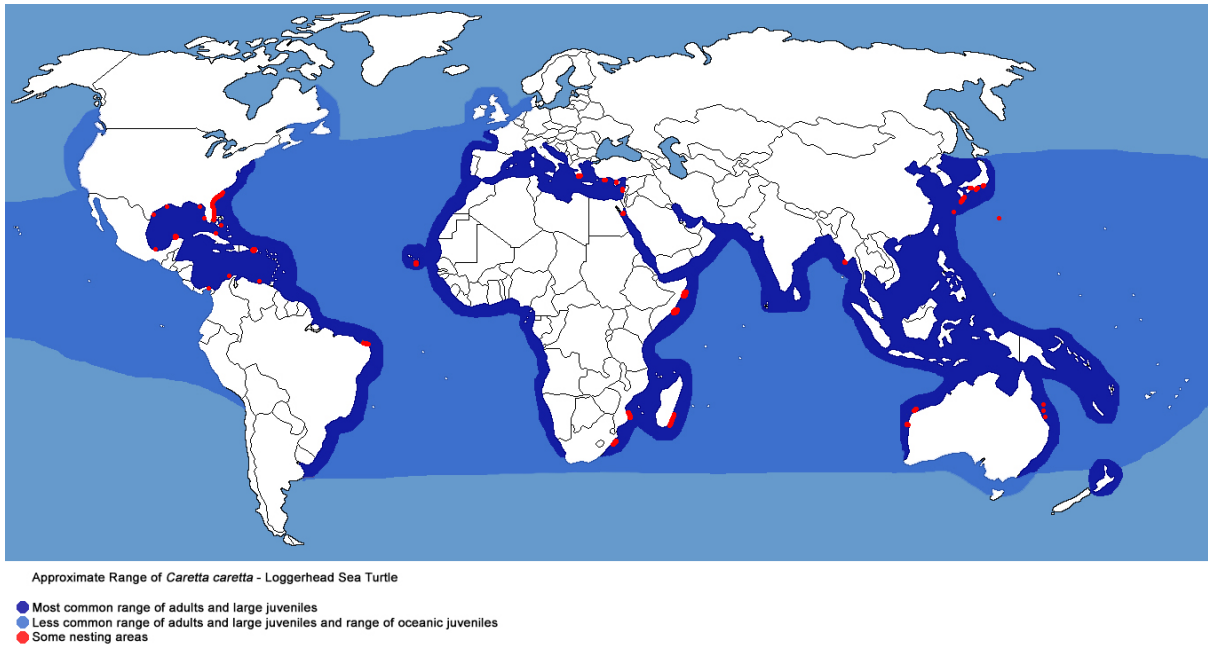 Approximate Range of Caretta caretta - Loggerhead Sea Turtle
Most common range of adults and large juveniles
Less common range of adults and large juveniles and range of oceanic juveniles
Some nesting areas